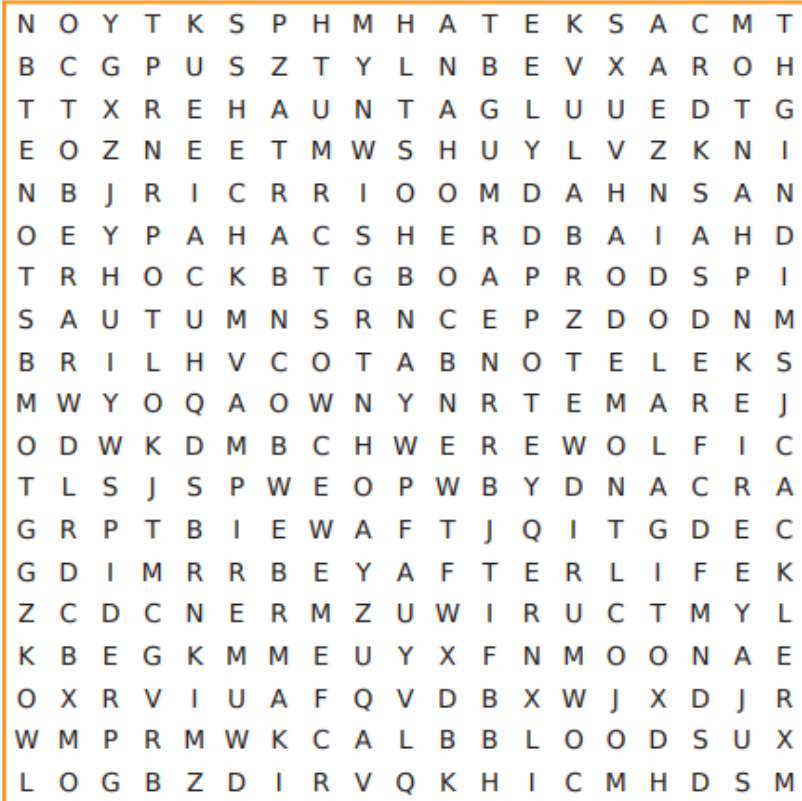 N O Y T K S P H M H A T E K S A C M T
B C G P U S Z T Y L N B E V X A R O H
T T X R E H A U N T A G L U U E D T G
E O Z N E E T M W S H U Y L V Z K N I
N B J R I C R R I O O M D A H N S A N
O E Y P A H A C S H E R D B A I A H D
T R H O C K B T G B O A P R O D S P I
S A U T U M N S R N C E P Z D O D N M
B R I L H V C O T A B N O T E L E K S
M W Y O Q A O W N Y N R T E M A R E J
O D W K D M B C H W E R E W O L F I C
T L S J S P W E O P W B Y D N A C R A
G R P T B I E W A F T J Q I T G D E C
G D I M R R B E Y A F T E R L I F E K
Z C D C N E R M Z U W I R U C T M Y L
K B E G K M M E U Y X F N M O O N A E
O X R V I U A F Q V D B X W J X D J R
W M P R M W K C A L B B L O O D S U X
L O G B Z D I R V Q K H I C M H D S M